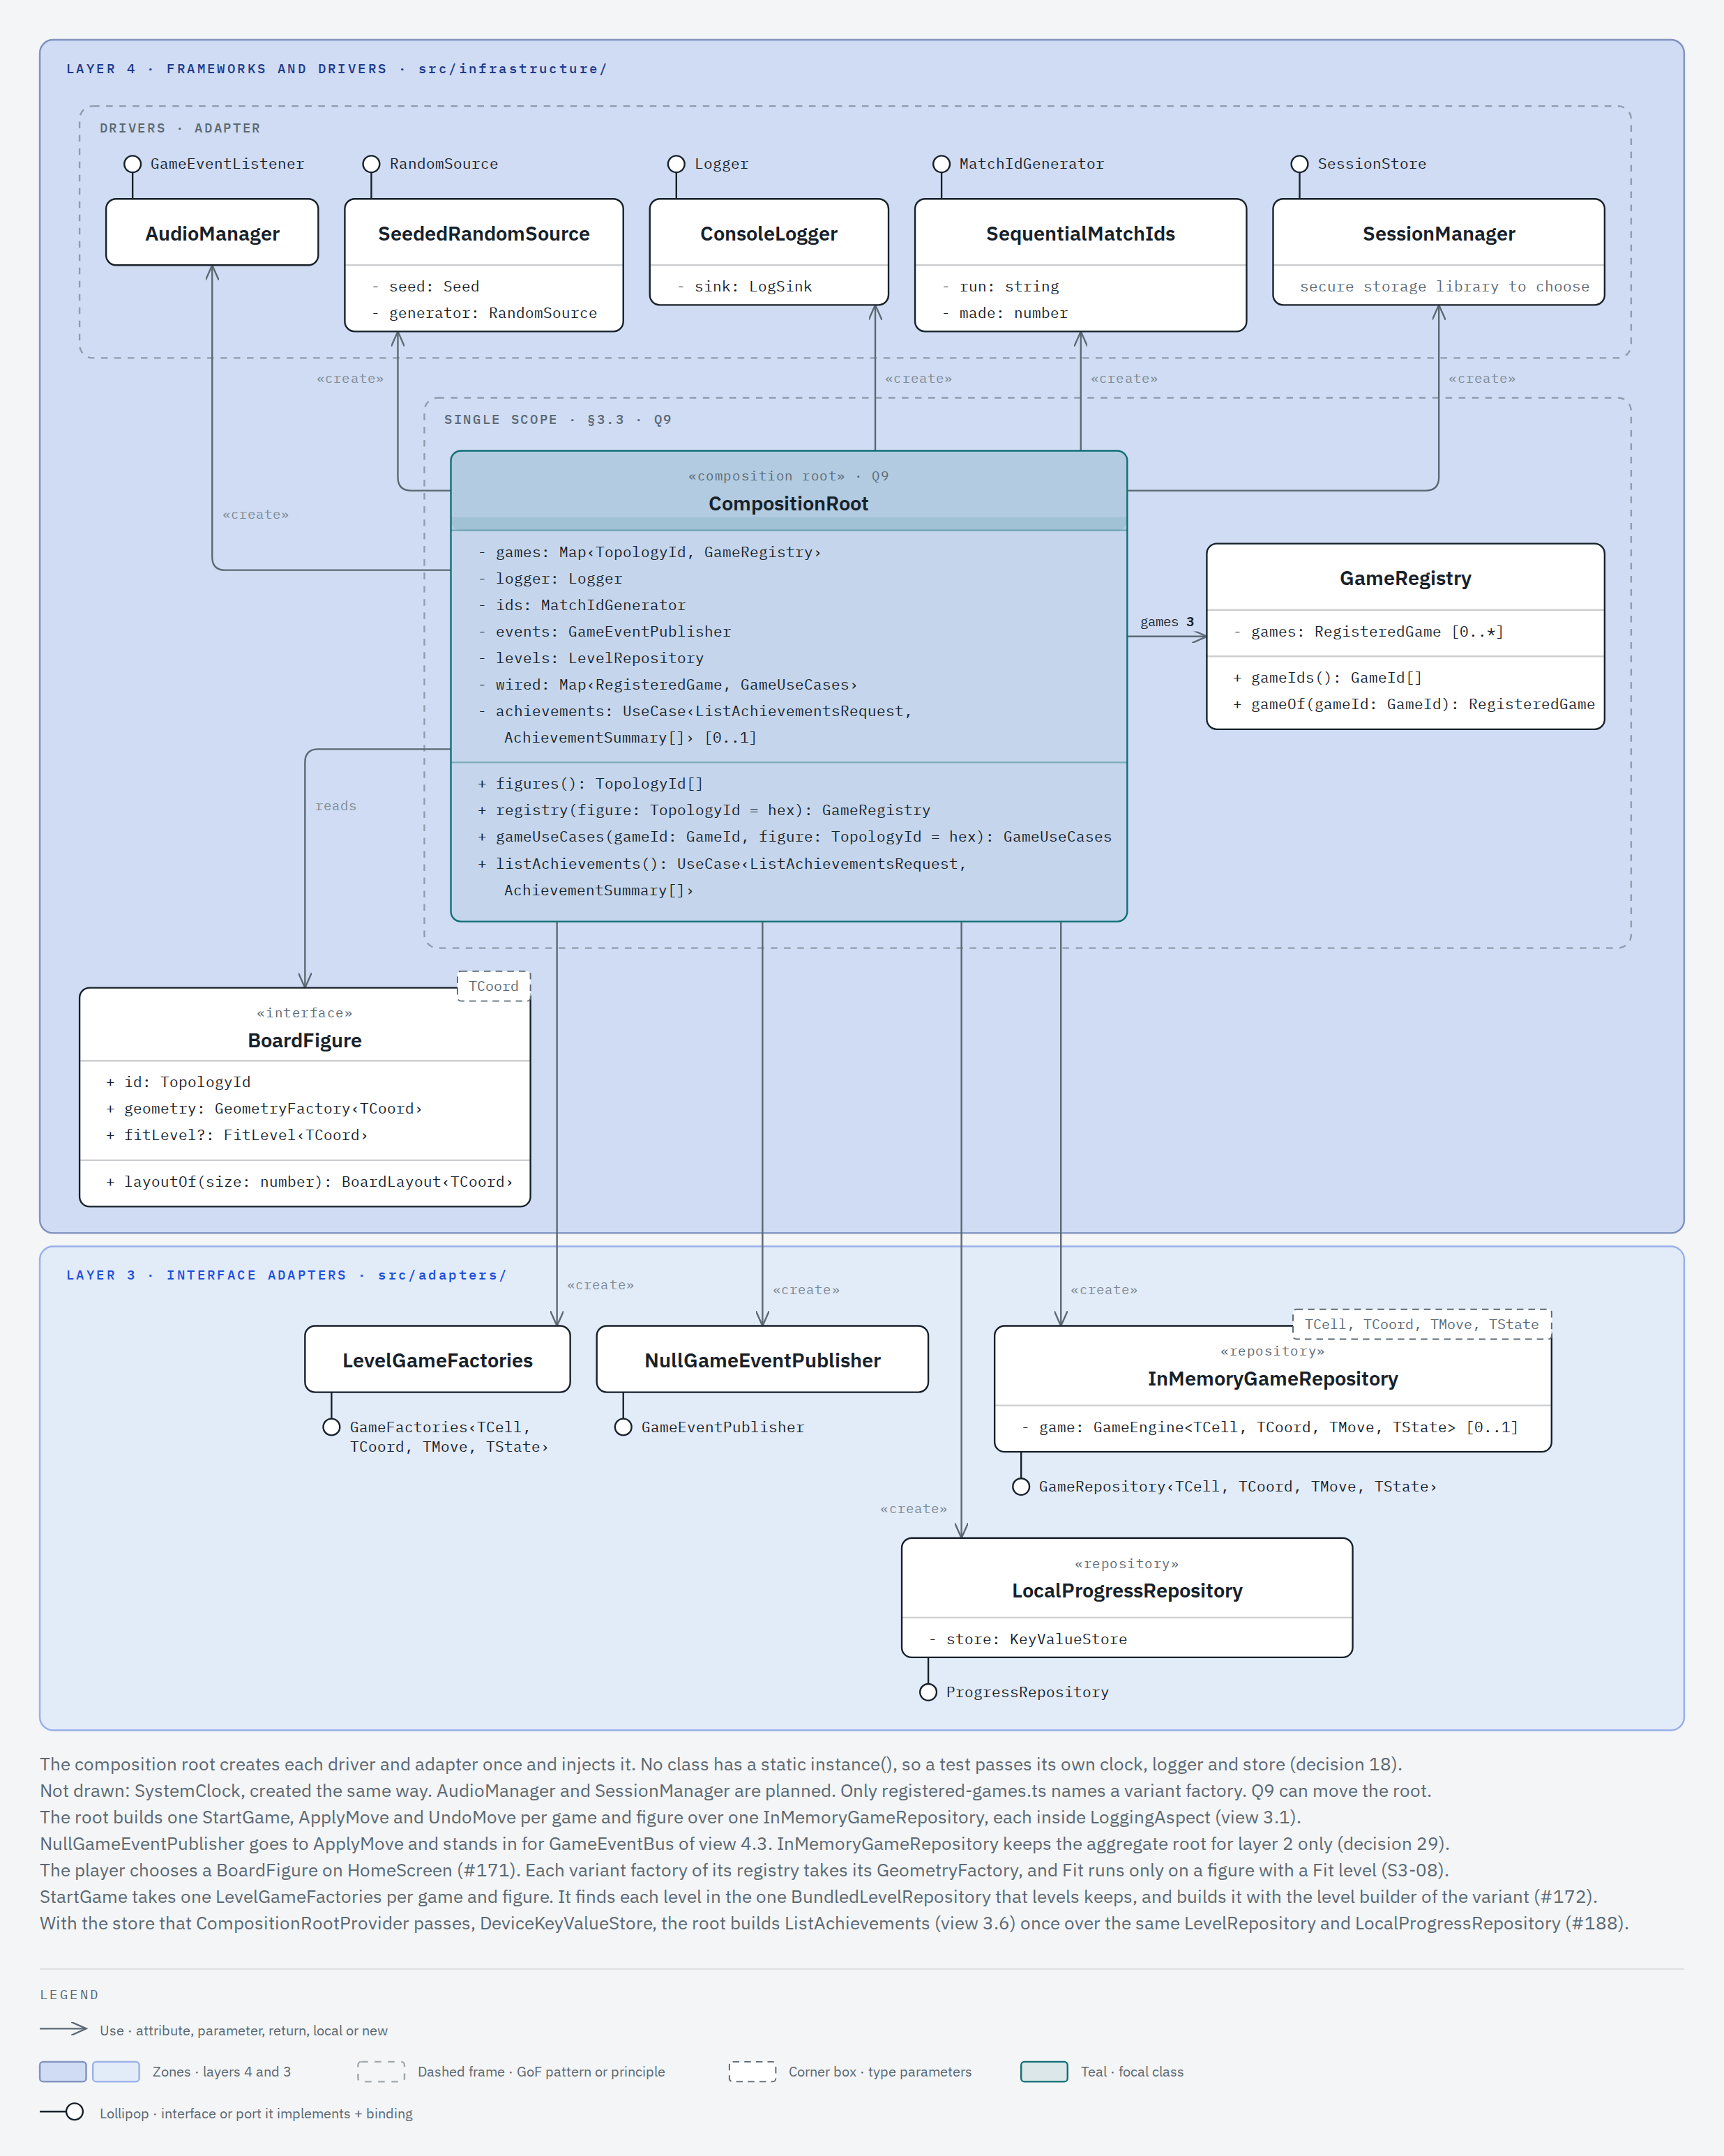 LAYER 4 · FRAMEWORKS AND DRIVERS · src/infrastructure/
DRIVERS · ADAPTER
GameEventListener
RandomSource
Logger
MatchIdGenerator
SessionStore
AudioManager
SeededRandomSource
- seed: Seed
- generator: RandomSource
ConsoleLogger
- sink: LogSink
SequentialMatchIds
- run: string
- made: number
SessionManager
secure storage library to choose
«create»
«create»
«create»
«create»
«create»
SINGLE SCOPE · §3.3 · Q9
«composition root» · Q9
CompositionRoot
- games: Map‹TopologyId, GameRegistry›
- logger: Logger
- ids: MatchIdGenerator
- events: GameEventPublisher
- levels: LevelRepository
- wired: Map‹RegisteredGame, GameUseCases›
- achievements: UseCase‹ListAchievementsRequest,
AchievementSummary[]› [0..1]
+ figures(): TopologyId[]
+ registry(figure: TopologyId = hex): GameRegistry
+ gameUseCases(gameId: GameId, figure: TopologyId = hex): GameUseCases
+ listAchievements(): UseCase‹ListAchievementsRequest,
AchievementSummary[]›
games 3
GameRegistry
- games: RegisteredGame [0..*]
+ gameIds(): GameId[]
+ gameOf(gameId: GameId): RegisteredGame
reads
TCoord
«interface»
BoardFigure
+ id: TopologyId
+ geometry: GeometryFactory‹TCoord›
+ fitLevel?: FitLevel‹TCoord›
+ layoutOf(size: number): BoardLayout‹TCoord›
LAYER 3 · INTERFACE ADAPTERS · src/adapters/
«create»
«create»
«create»
LevelGameFactories
GameFactories‹TCell,
TCoord, TMove, TState›
NullGameEventPublisher
GameEventPublisher
TCell, TCoord, TMove, TState
«repository»
InMemoryGameRepository
- game: GameEngine<TCell, TCoord, TMove, TState> [0..1]
GameRepository‹TCell, TCoord, TMove, TState›
«create»
«repository»
LocalProgressRepository
- store: KeyValueStore
ProgressRepository
The composition root creates each driver and adapter once and injects it. No class has a static instance(), so a test passes its own clock, logger and store (decision 18).
Not drawn: SystemClock, created the same way. AudioManager and SessionManager are planned. Only registered-games.ts names a variant factory. Q9 can move the root.
The root builds one StartGame, ApplyMove and UndoMove per game and figure over one InMemoryGameRepository, each inside LoggingAspect (view 3.1).
NullGameEventPublisher goes to ApplyMove and stands in for GameEventBus of view 4.3. InMemoryGameRepository keeps the aggregate root for layer 2 only (decision 29).
The player chooses a BoardFigure on HomeScreen (#171). Each variant factory of its registry takes its GeometryFactory, and Fit runs only on a figure with a Fit level (S3-08).
StartGame takes one LevelGameFactories per game and figure. It finds each level in the one BundledLevelRepository that levels keeps, and builds it with the level builder of the variant (#172).
With the store that CompositionRootProvider passes, DeviceKeyValueStore, the root builds ListAchievements (view 3.6) once over the same LevelRepository and LocalProgressRepository (#188).
LEGEND
Use · attribute, parameter, return, local or new
Zones · layers 4 and 3
Dashed frame · GoF pattern or principle
Corner box · type parameters
Teal · focal class
Lollipop · interface or port it implements + binding